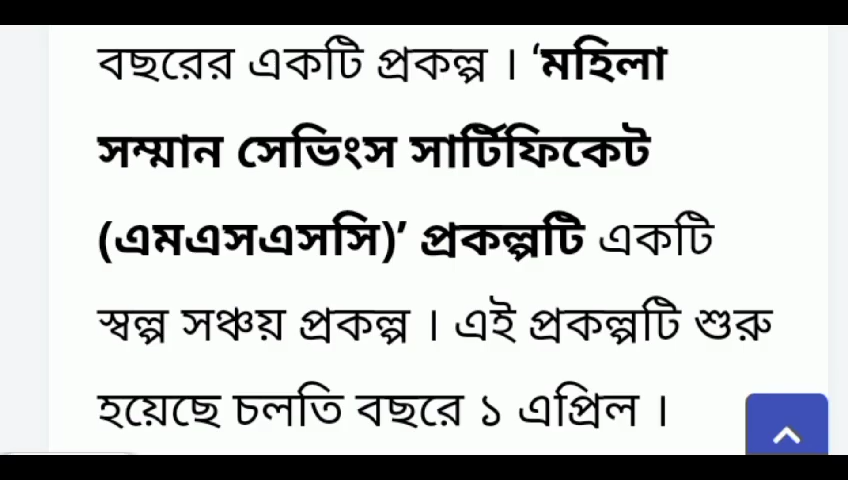 বছরের একটি প্রকল্প । ‘মহিলা
সম্মান সেভিংস সার্টিফিকেট
(এমএসএসসি)’ প্রকল্পটি একটি
স্বল্প সঞ্চয় প্রকল্প । এই প্রকল্পটি শুরু
হয়েছে চলতি বছরে ১ এপ্রিল ।